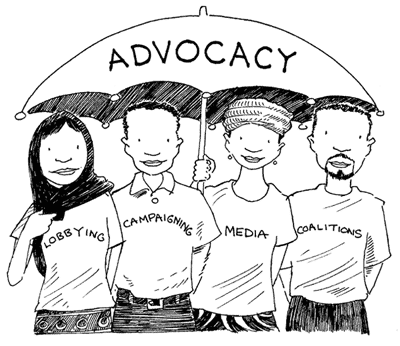 ADVOCACY
LOBBYING
CAMPAIGNING
MEDIA
COALITIONS